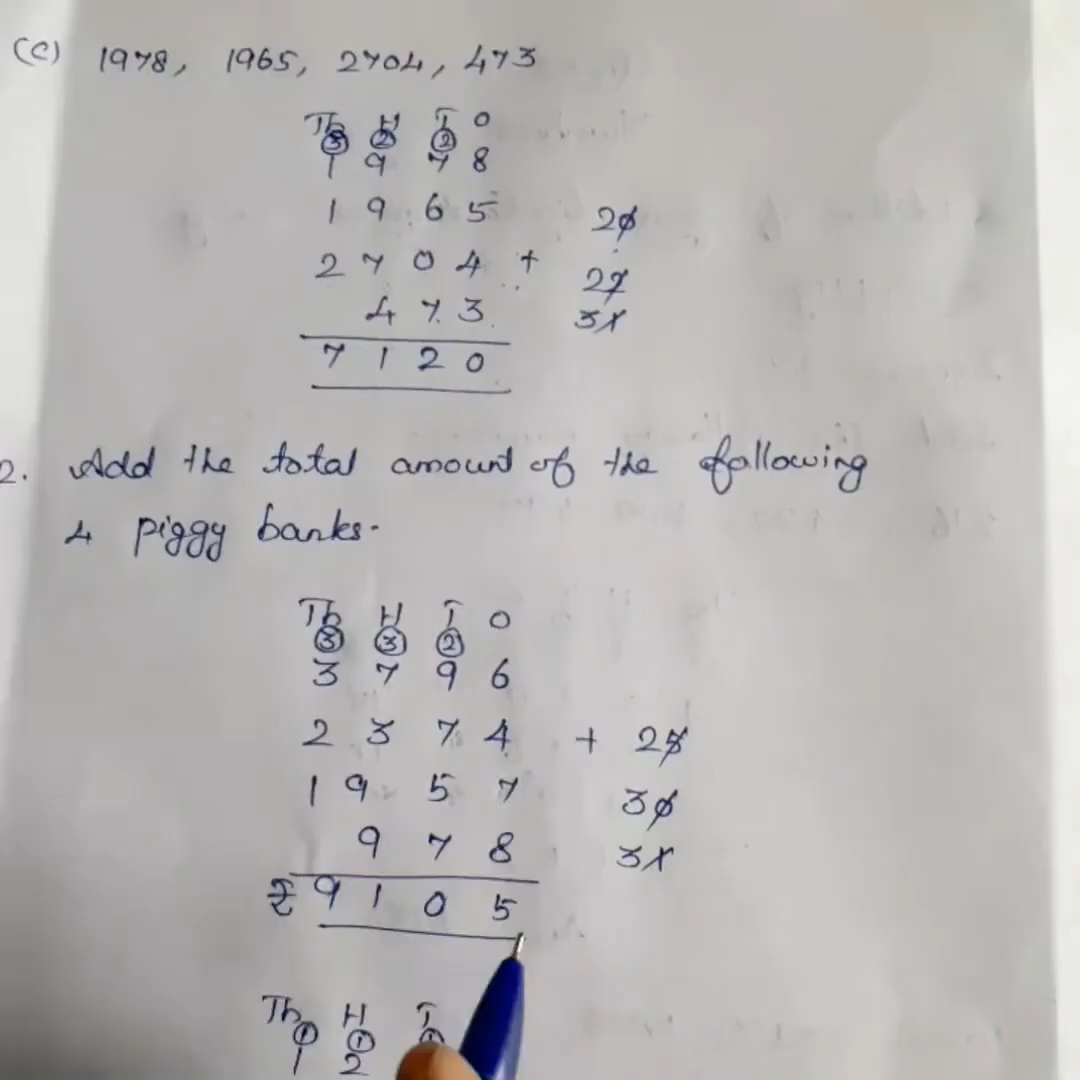 (C) 1978, 1965, 2704, 473
Th H T O
3 2 2
1 9 7 8
1 9 6 5 20
2 7 0 4 + 27
4 7 3 31
7 1 2 0
2. Add the total amount of the following
4 piggy banks.
Th H T O
3 3 2
3 7 9 6
2 3 7 4 + 25
1 9 5 7 30
9 7 8 31
₹ 9 1 0 5
Th H T
1 1 1
1 2